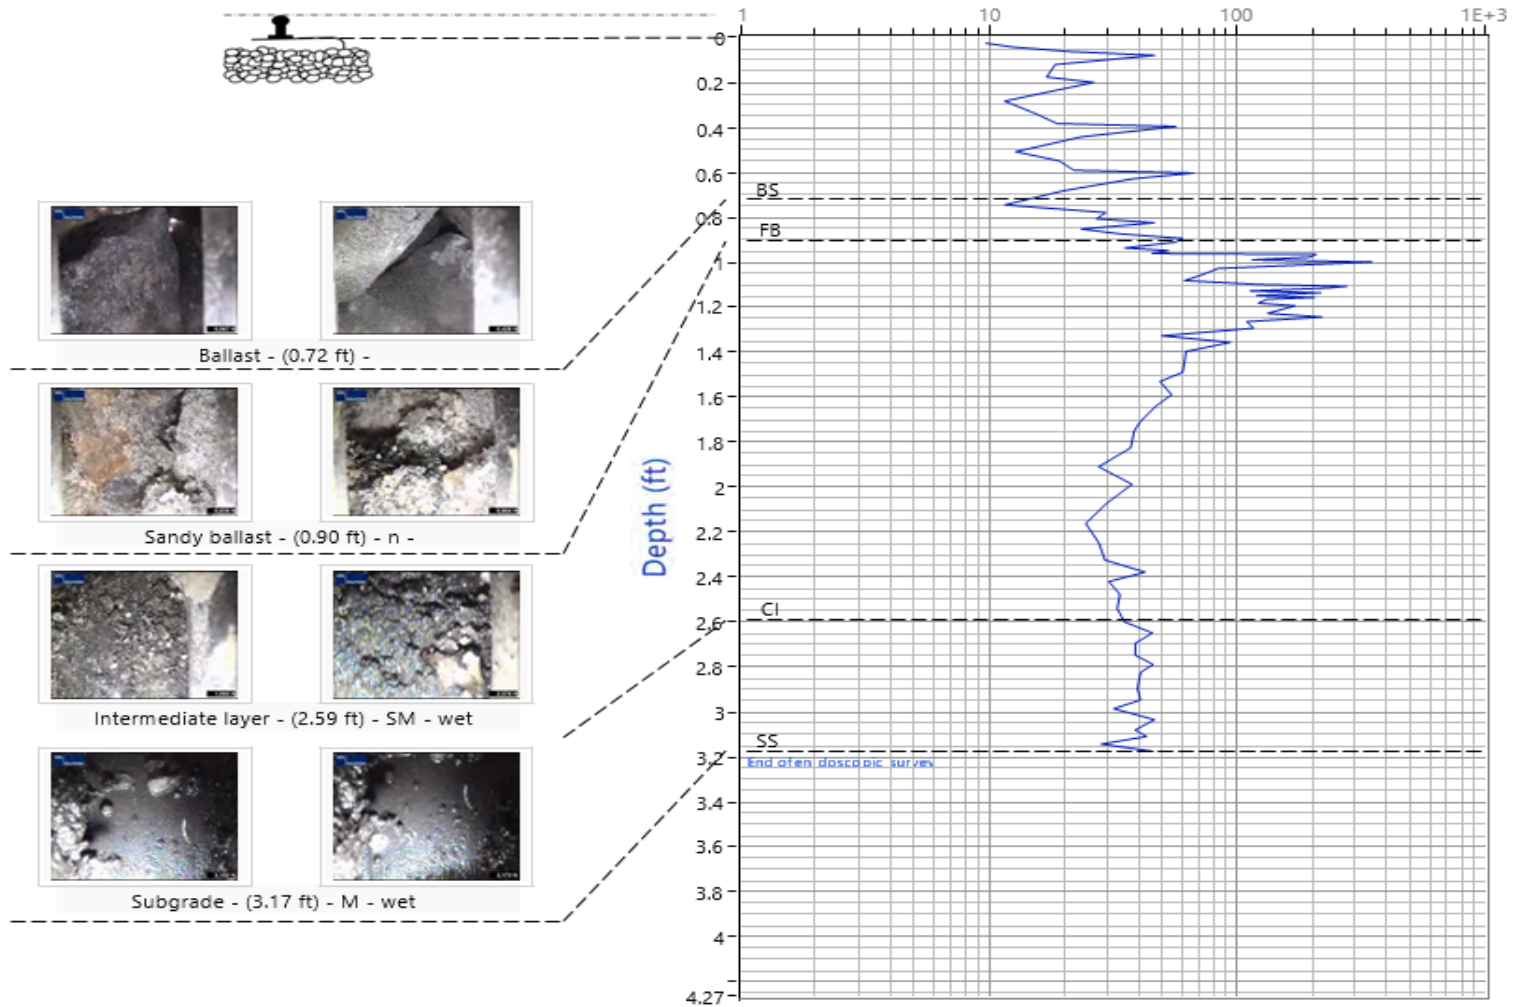 1 10 100 1E+3
0
0.2
0.4
0.6
BS
0.8
FB
1
1.2
1.4
1.6
1.8
2
2.2
2.4
CI
2.6
2.8
3
SS
3.2
End of en doscopic survey
3.4
3.6
3.8
4
4.27
Depth (ft)
Ballast - (0.72 ft) -
Sandy ballast - (0.90 ft) - n -
Intermediate layer - (2.59 ft) - SM - wet
Subgrade - (3.17 ft) - M - wet